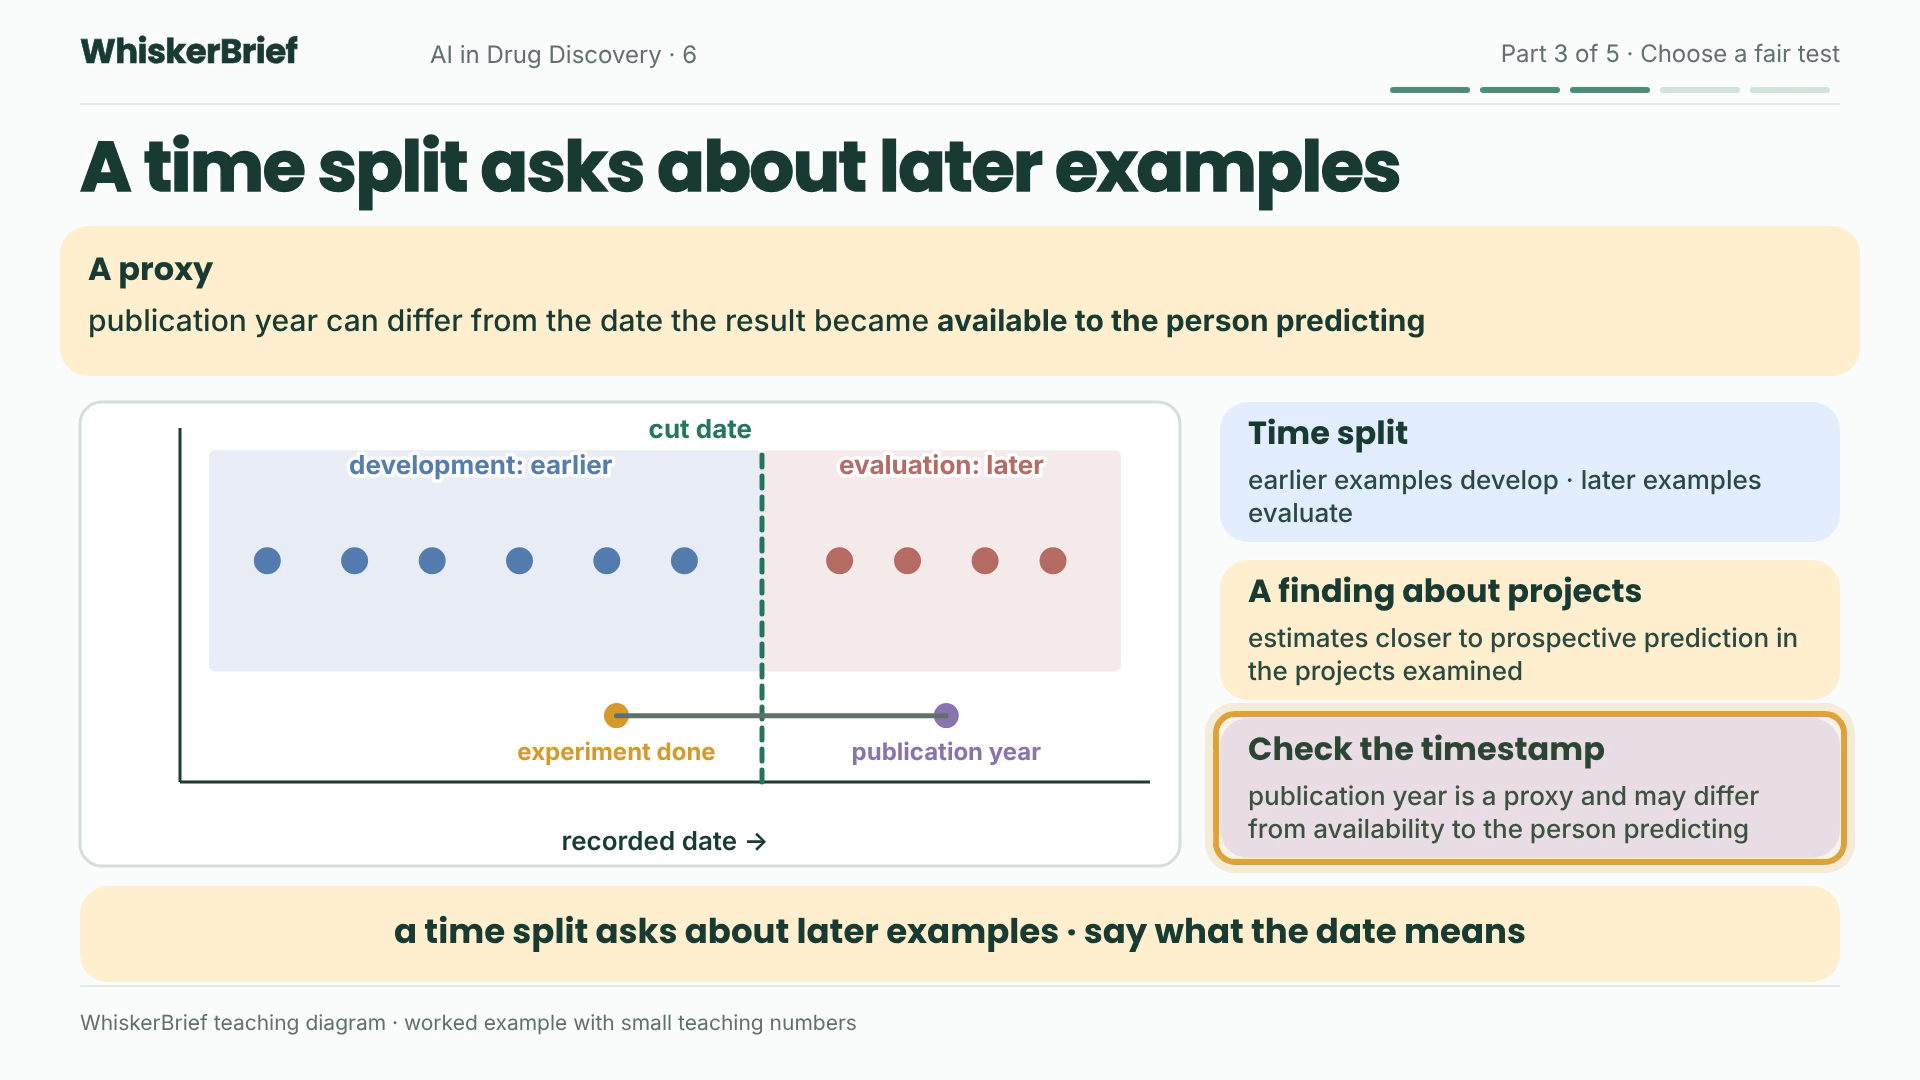 WhiskerBrief
AI in Drug Discovery · 6
Part 3 of 5 · Choose a fair test
A time split asks about later examples
A proxy
publication year can differ from the date the result became available to the person predicting
cut date
development: earlier
evaluation: later
experiment done
publication year
recorded date →
Time split
earlier examples develop · later examples
evaluate
A finding about projects
estimates closer to prospective prediction in
the projects examined
Check the timestamp
publication year is a proxy and may differ
from availability to the person predicting
a time split asks about later examples · say what the date means
WhiskerBrief teaching diagram · worked example with small teaching numbers